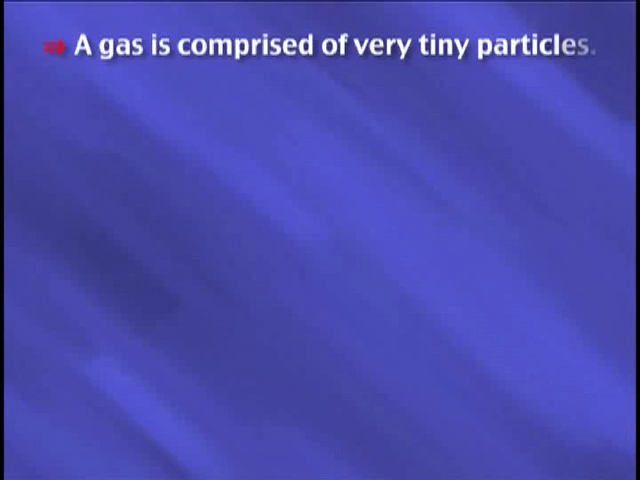 A gas is comprised of very tiny particles.